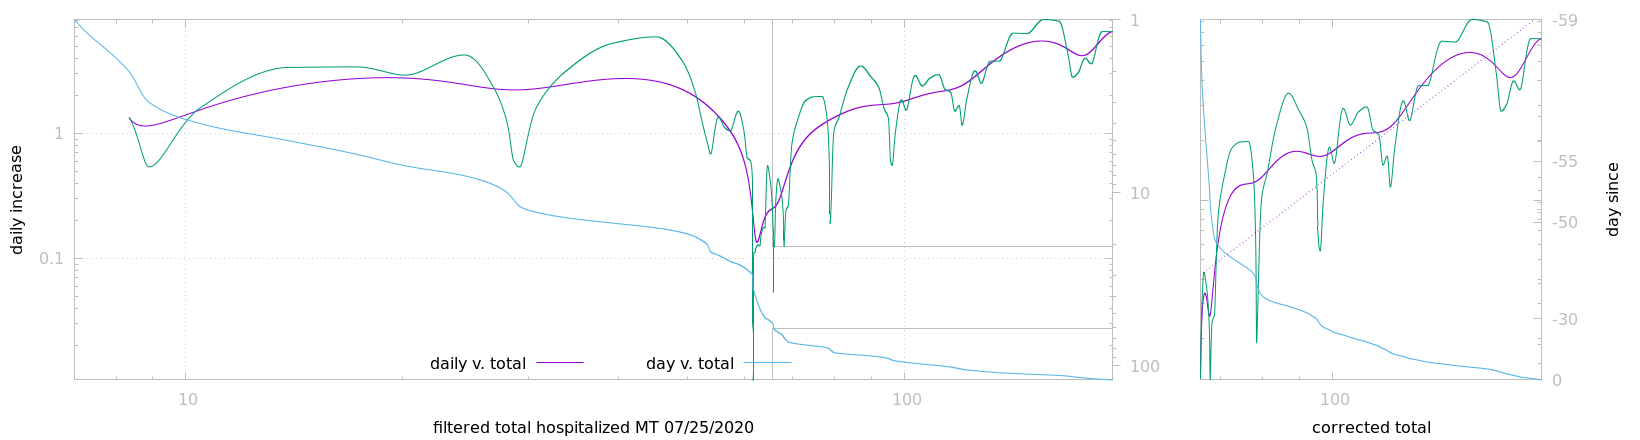 1
-59
daily increase
1
-55
10
-50
day since
0.1
-30
daily v. total
day v. total
100
0
10
100
100
filtered total hospitalized MT 07/25/2020
corrected total